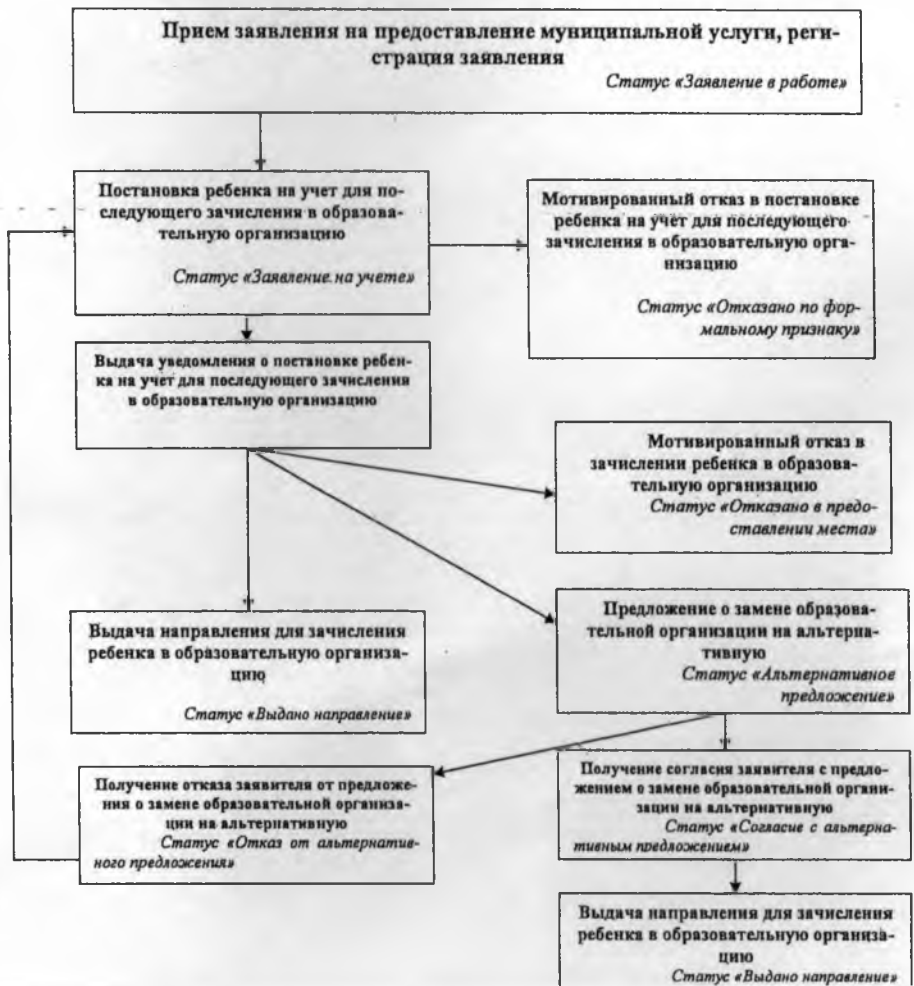 Прием заявления на предоставление муниципальной услуги, реги-
страция заявления
Статус «Заявление в работе»
Постановка ребенка на учет для по-
следующего зачисления в образова-
тельную организацию
Статус «Заявление на учете»
Мотивированный отказ в постановке
ребенка на учет для последующего
зачисления в образовательную орга-
низацию
Статус «Отказано по фор-
мальному признаку»
Выдача уведомления о постановке ребен-
ка на учет для последующего зачисления
в образовательную организацию
Мотивированный отказ в
зачислении ребенка в образова-
тельную организацию
Статус «Отказано в предо-
ставлении места»
Выдача направления для зачисления
ребенка в образовательную организа-
цию
Статус «Выдано направление»
Предложение о замене образова-
тельной организации на альтерна-
тивную
Статус «Альтернативное
предложение»
Получение отказа заявителя от предложе-
ния о замене образовательной организа-
ции на альтернативную
Статус «Отказ от альтернатив-
ного предложения»
Получение согласия заявителя с предло-
жением о замене образовательной органи-
зации на альтернативную
Статус «Согласие с альтерна-
тивным предложением»
Выдача направления для зачисления
ребенка в образовательную организа-
цию
Статус «Выдано направление»